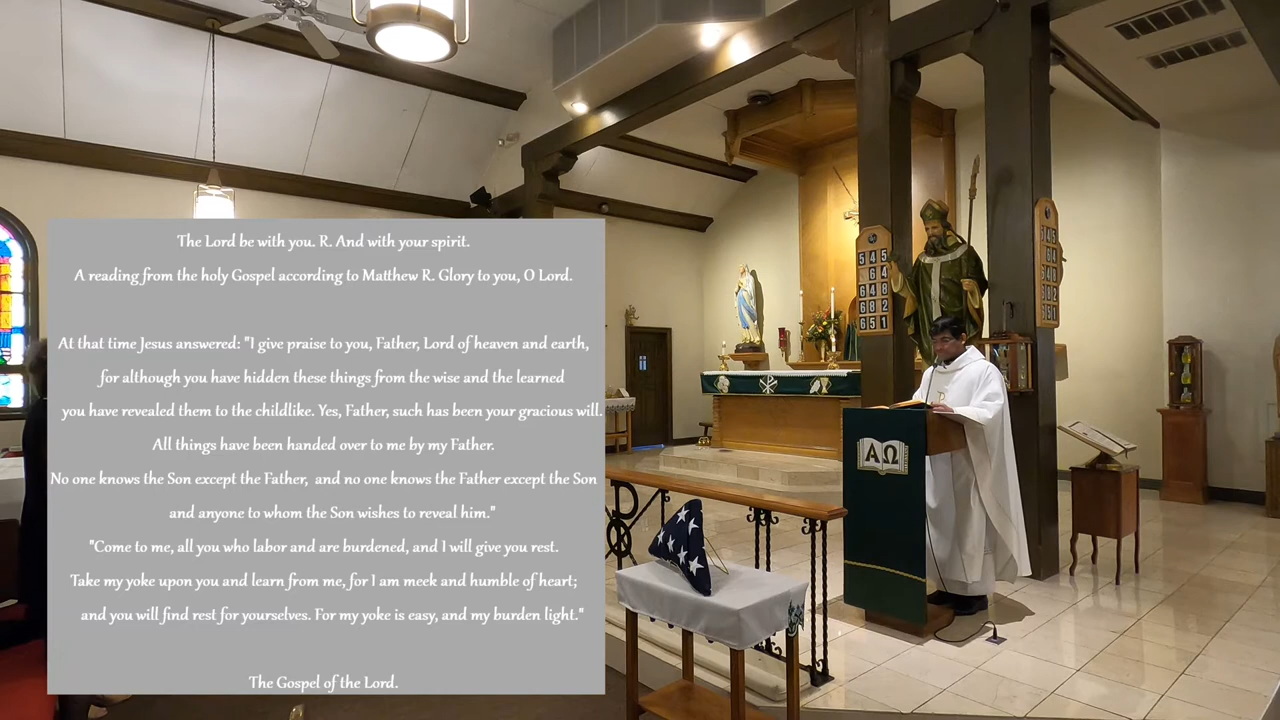 The Lord be with you. R. And with your spirit.
A reading from the holy Gospel according to Matthew R. Glory to you, O Lord.
At that time Jesus answered: "I give praise to you, Father, Lord of heaven and earth,
for although you have hidden these things from the wise and the learned
you have revealed them to the childlike. Yes, Father, such has been your gracious will.
All things have been handed over to me by my Father.
No one knows the Son except the Father, and no one knows the Father except the Son
and anyone to whom the Son wishes to reveal him."
"Come to me, all you who labor and are burdened, and I will give you rest.
Take my yoke upon you and learn from me, for I am meek and humble of heart;
and you will find rest for yourselves. For my yoke is easy, and my burden light."
The Gospel of the Lord.
545
64
648
682
651
ΑΩ